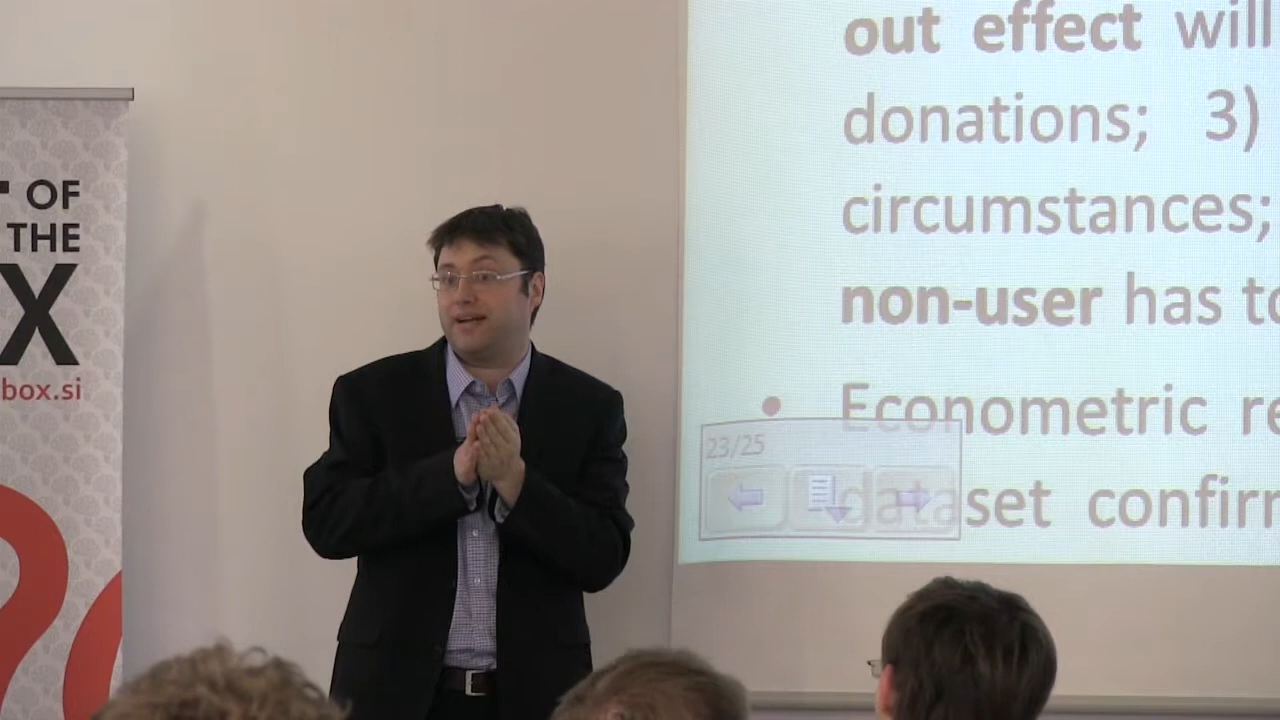 OF
THE
X
box.si
out effect will
donations; 3)
circumstances;
non-user has to
• Econometric re
23/25
dataset confirm